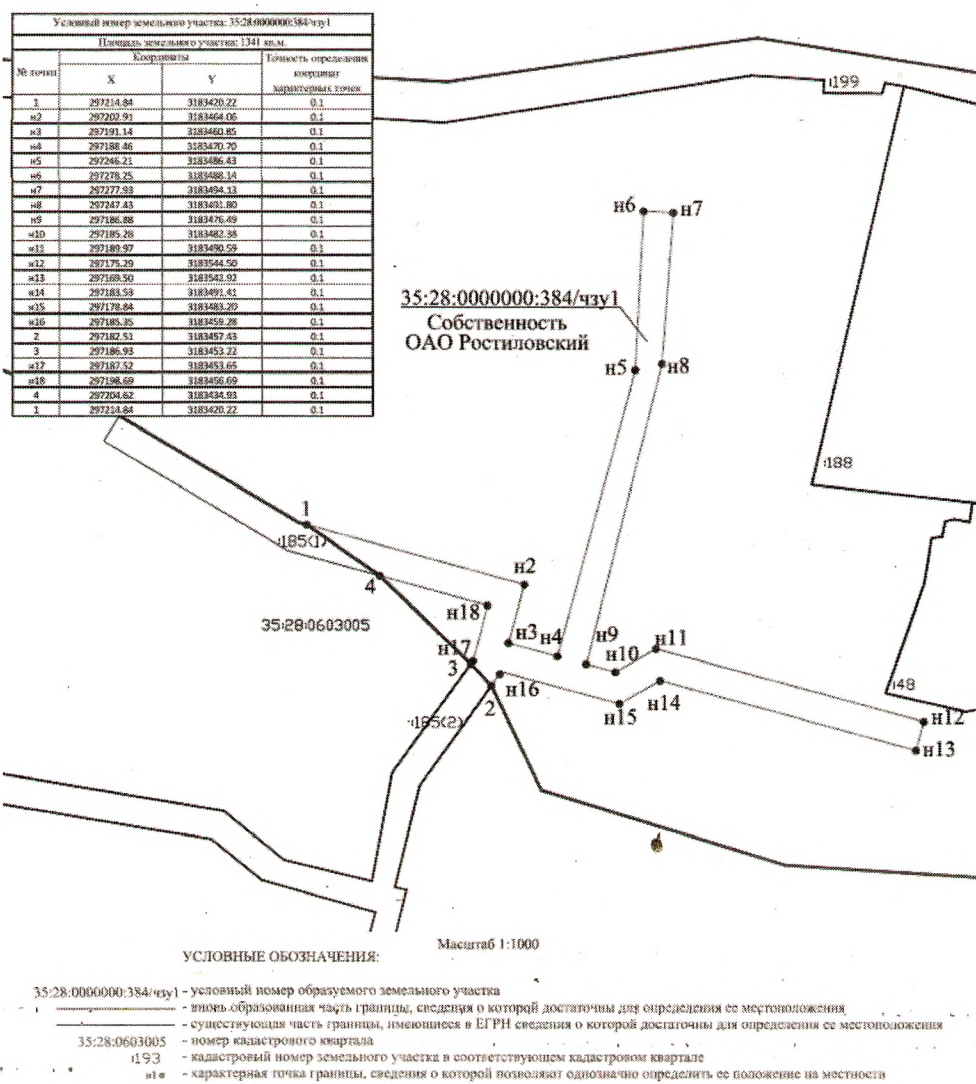 Условный номер земельного участка: 35:28:0000000:384/чзу1
Площадь земельного участка: 1341 кв.м.
№ точки Координаты Точность определения координат характерных точек
X Y
1 297214.84 3183420.22 0.1
н2 297202.91 3183464.06 0.1
н3 297191.14 3183460.85 0.1
н4 297188.46 3183470.70 0.1
н5 297246.21 3183486.43 0.1
н6 297278.25 3183488.14 0.1
н7 297277.93 3183494.13 0.1
н8 297247.43 3183491.80 0.1
н9 297186.88 3183476.49 0.1
н10 297185.28 3183482.38 0.1
н11 297189.97 3183490.59 0.1
н12 297175.29 3183544.50 0.1
н13 297169.50 3183542.92 0.1
н14 297183.53 3183491.41 0.1
н15 297178.84 3183483.20 0.1
н16 297185.35 3183459.28 0.1
2 297182.51 3183457.43 0.1
3 297186.93 3183453.22 0.1
н17 297187.52 3183453.65 0.1
н18 297198.69 3183456.69 0.1
4 297204.62 3183434.93 0.1
1 297214.84 3183420.22 0.1
:199
н6 н7
35:28:0000000:384/чзу1
Собственность
ОАО Ростиловский
н5 н8
:188
1
:185(1)
4
н2
н18
35:28:0603005
н3 н4 н9 н10 н11
н17
3
н16
2
н15 н14
:48
:185(2)
н12
н13
Масштаб 1:1000
УСЛОВНЫЕ ОБОЗНАЧЕНИЯ:
35:28:0000000:384/чзу1 - условный номер образуемого земельного участка
- вновь образованная часть границы, сведения о которой достаточны для определения ее местоположения
- существующая часть границы, имеющиеся в ЕГРН сведения о которой достаточны для определения ее местоположения
35:28:0603005 - номер кадастрового квартала
:193 - кадастровый номер земельного участка в соответствующем кадастровом квартале
н1 - характерная точка границы, сведения о которой позволяют однозначно определить ее положение на местности